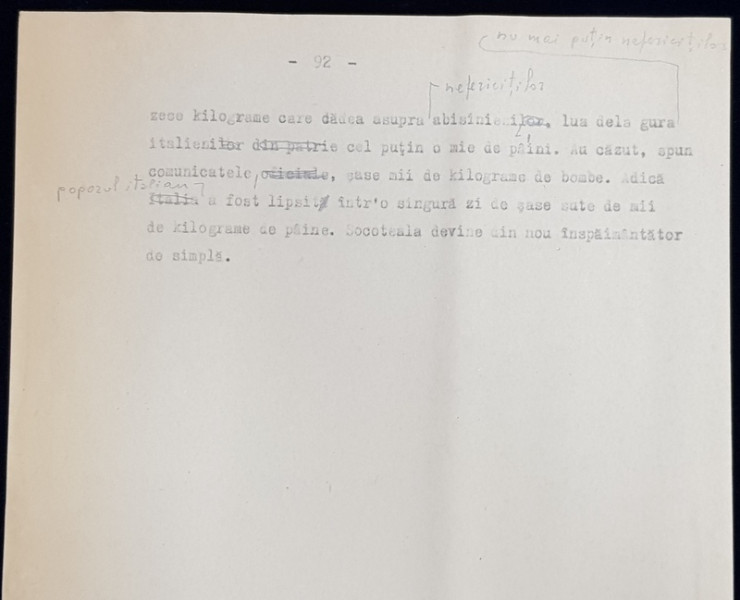 (nu mai puțin nefericiților
- 92 -
nefericiților
zece kilograme care dădea asupra abisinienilor, lua dela gura
italienilor din patrie cel puțin o mie de pâini. Au căzut, spun
comunicatele oficiale, șase mii de kilograme de bombe. Adică
poporul italian
Italia a fost lipsit într'o singură zi de șase sute de mii
de kilograme de pâine. Socoteala devine din nou înspăimântător
de simplă.